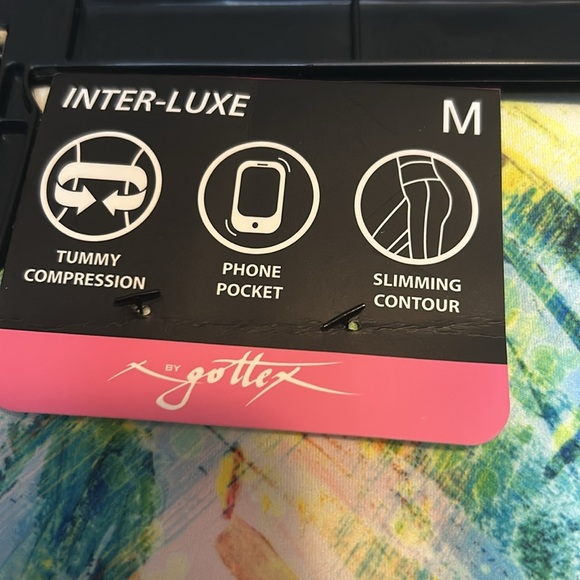 INTER-LUXE
M
TUMMY
COMPRESSION
PHONE
POCKET
SLIMMING
CONTOUR
X BY gottex